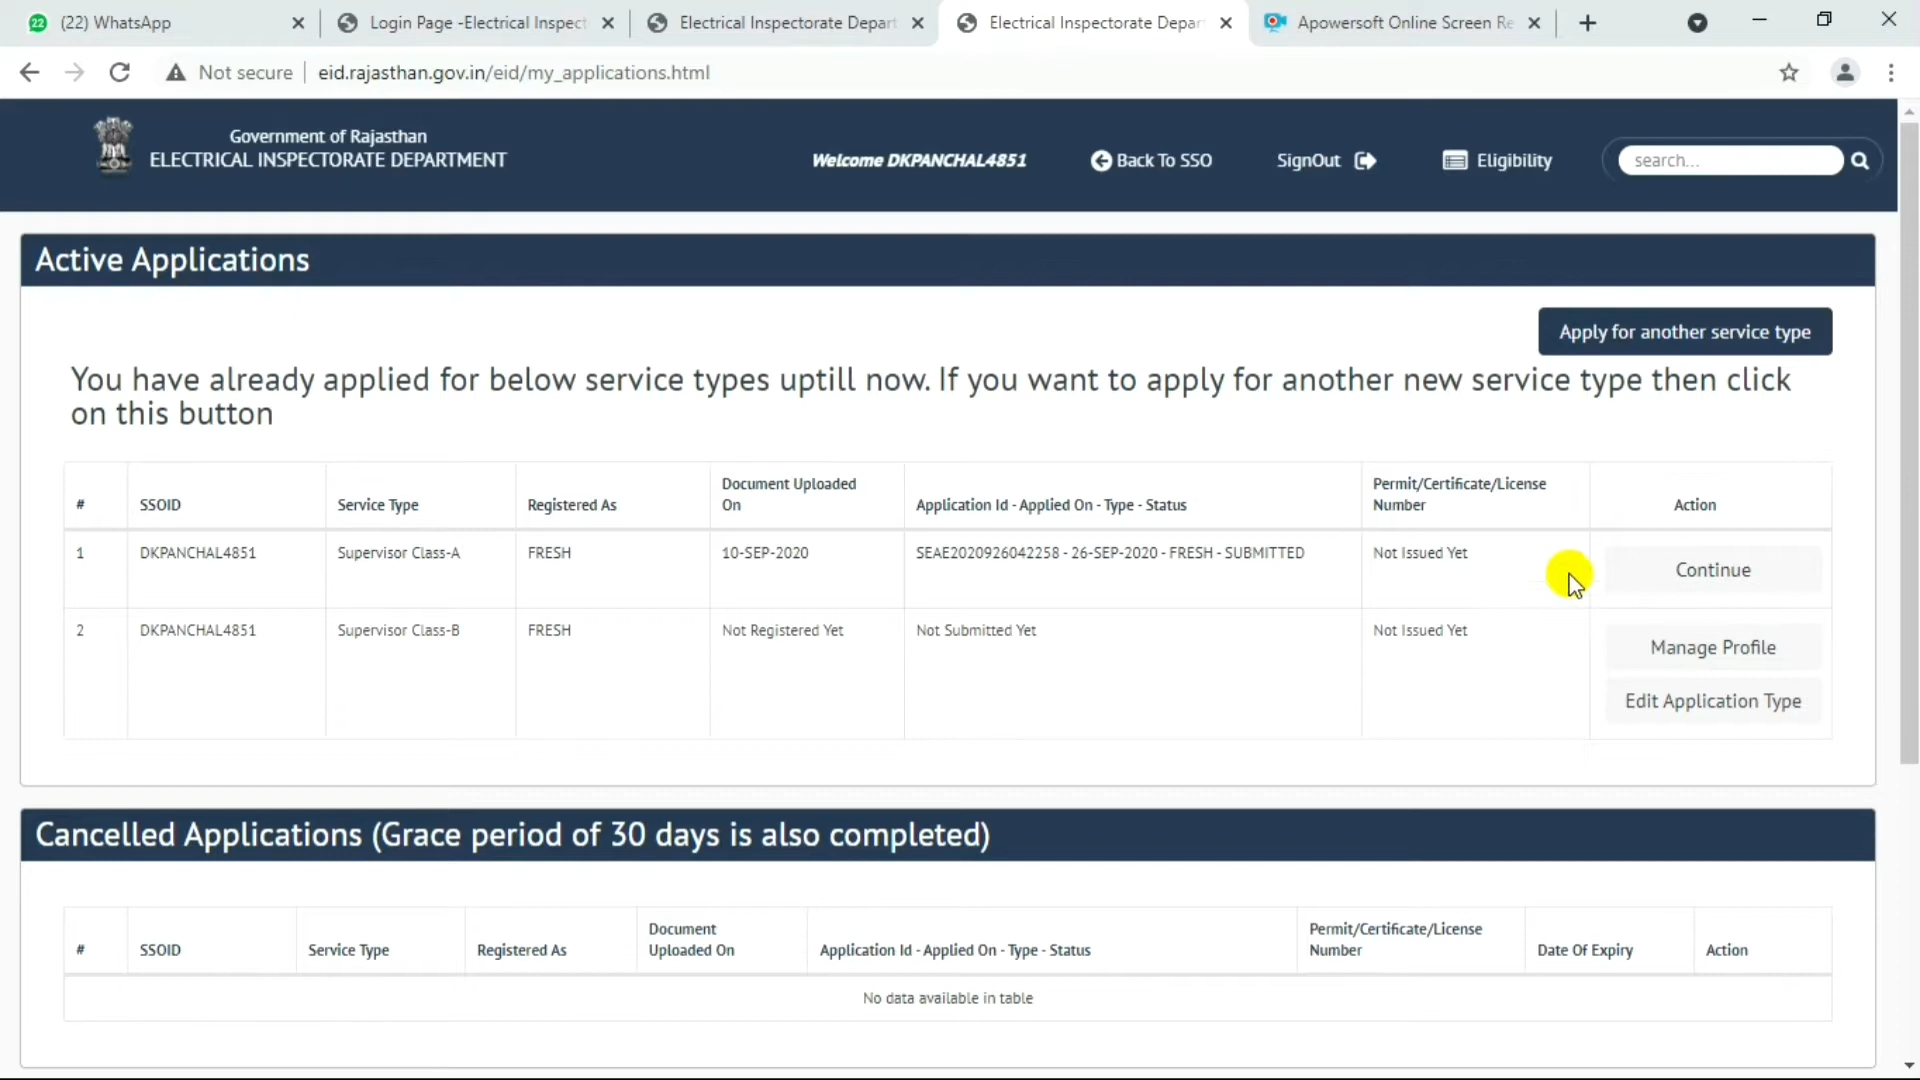 (22) WhatsApp
Login Page -Electrical Inspect
Electrical Inspectorate Depart
Electrical Inspectorate Depar
Apowersoft Online Screen Re
Not secure
eid.rajasthan.gov.in/eid/my_applications.html
Government of Rajasthan
ELECTRICAL INSPECTORATE DEPARTMENT
Welcome DKPANCHAL4851
Back To SSO
SignOut
Eligibility
search...
Active Applications
Apply for another service type
You have already applied for below service types uptill now. If you want to apply for another new service type then click
on this button
# SSOID Service Type Registered As Document Uploaded On Application Id - Applied On - Type - Status Permit/Certificate/License Number Action
1 DKPANCHAL4851 Supervisor Class-A FRESH 10-SEP-2020 SEAE2020926042258 - 26-SEP-2020 - FRESH - SUBMITTED Not Issued Yet Continue
2 DKPANCHAL4851 Supervisor Class-B FRESH Not Registered Yet Not Submitted Yet Not Issued Yet Manage Profile
Edit Application Type
Cancelled Applications (Grace period of 30 days is also completed)
# SSOID Service Type Registered As Document Uploaded On Application Id - Applied On - Type - Status Permit/Certificate/License Number Date Of Expiry Action
No data available in table